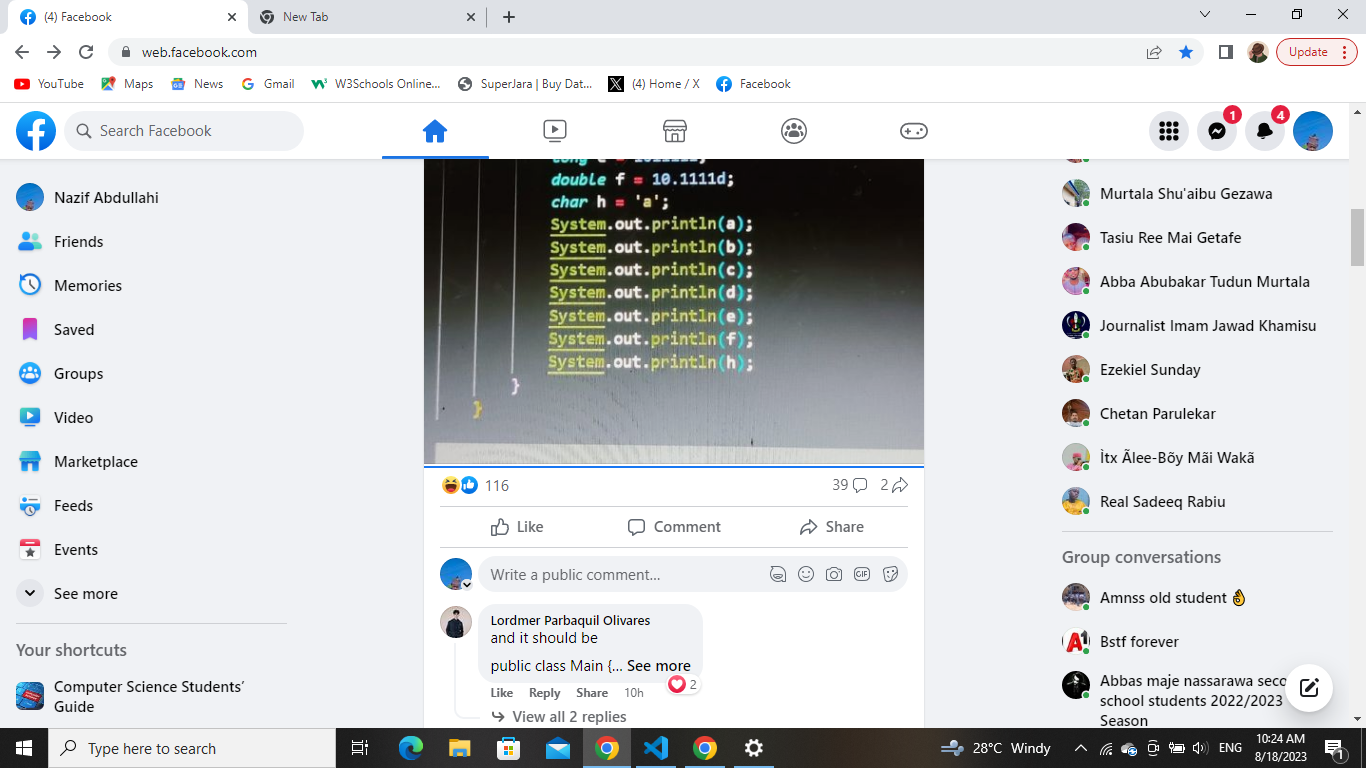 (4) Facebook
New Tab
web.facebook.com
Update
YouTube
Maps
News
Gmail
W3Schools Online...
SuperJara | Buy Dat...
(4) Home / X
Facebook
Search Facebook
1
4
Nazif Abdullahi
Friends
Memories
Saved
Groups
Video
Marketplace
Feeds
Events
See more
Your shortcuts
Computer Science Students’
Guide
double f = 10.1111d;
char h = 'a';
System.out.println(a);
System.out.println(b);
System.out.println(c);
System.out.println(d);
System.out.println(e);
System.out.println(f);
System.out.println(h);
}
}
116
39
2
Like
Comment
Share
Write a public comment...
GIF
Lordmer Parbaquil Olivares
and it should be
public class Main {... See more
Like Reply Share 10h
2
View all 2 replies
Murtala Shu'aibu Gezawa
Tasiu Ree Mai Getafe
Abba Abubakar Tudun Murtala
Journalist Imam Jawad Khamisu
Ezekiel Sunday
Chetan Parulekar
Ìtx Ãlee-Bõy Mãi Wakã
Real Sadeeq Rabiu
Group conversations
Amnss old student 👌
Bstf forever
Abbas maje nassarawa seco
school students 2022/2023
Season
Type here to search
28°C Windy
ENG
10:24 AM
8/18/2023
1